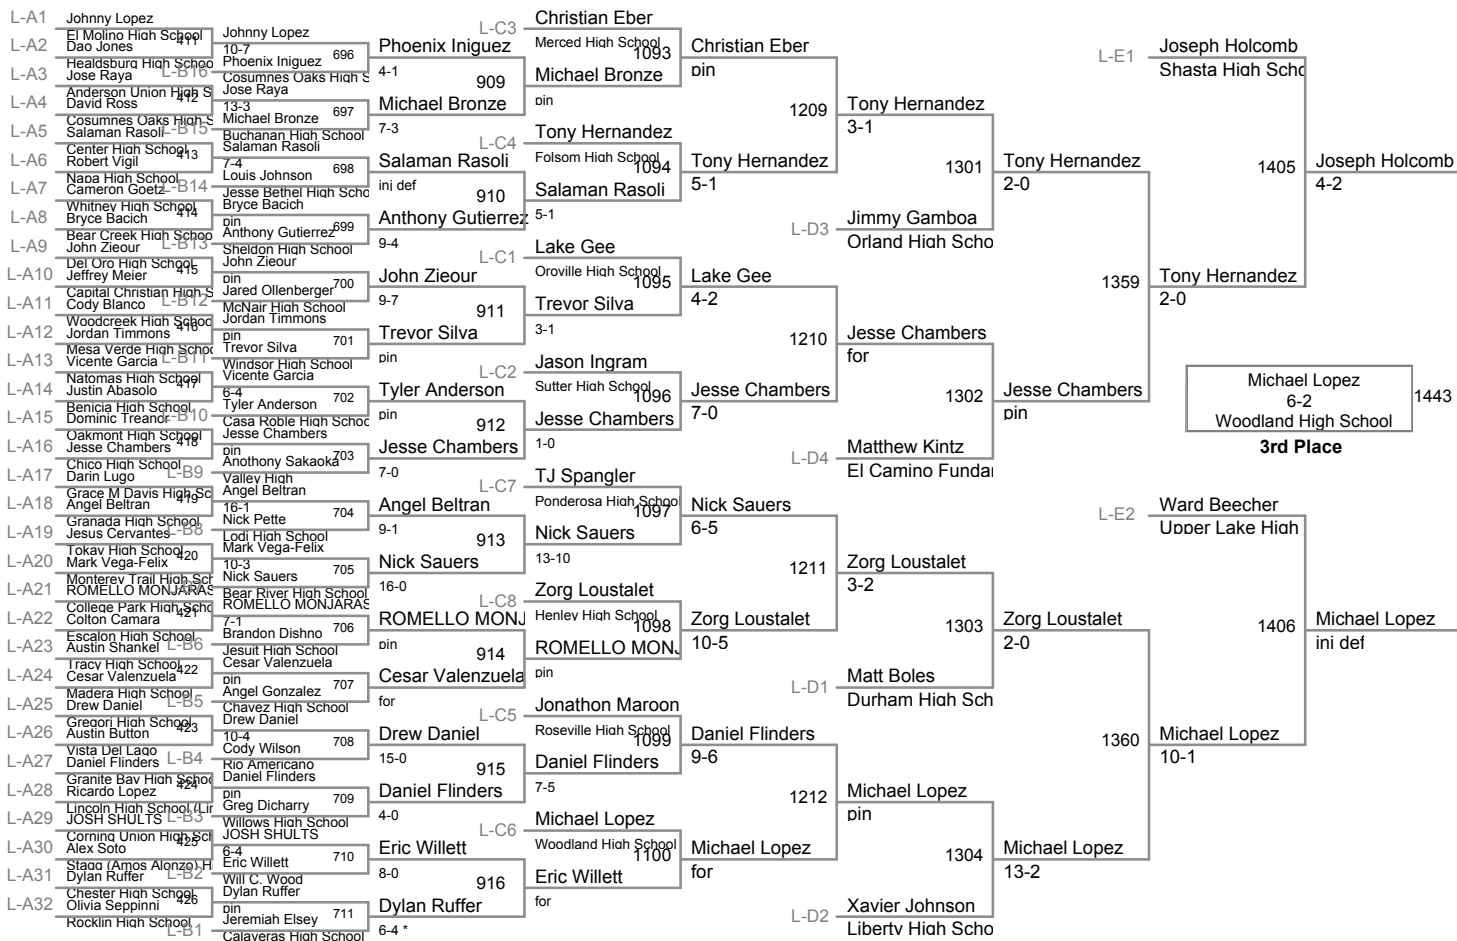 L-A1
Johnny Lopez
El Molino High School
L-A2
Dao Jones
411
Healdsburg High School
L-A3
Jose Raya
Anderson Union High S
L-A4
David Ross
412
Cosumnes Oaks High S
L-A5
Salaman Rasoli
Center High School
L-A6
Robert Vigil
413
Napa High School
L-A7
Cameron Goetz
Whitney High School
L-A8
Bryce Bacich
414
Bear Creek High School
L-A9
John Zieour
Del Oro High School
L-A10
Jeffrey Meier
415
Capital Christian High S
L-A11
Cody Blanco
Woodcreek High School
L-A12
Jordan Timmons
416
Mesa Verde High School
L-A13
Vicente Garcia
Natomas High School
L-A14
Justin Abasolo
417
Benicia High School
L-A15
Dominic Treanor
Oakmont High School
L-A16
Jesse Chambers
418
Chico High School
L-A17
Darin Lugo
Grace M Davis High Sc
L-A18
Angel Beltran
419
Granada High School
L-A19
Jesus Cervantes
Tokay High School
L-A20
Mark Vega-Felix
420
Monterey Trail High Sch
L-A21
ROMELLO MONJARAS
College Park High Scho
L-A22
Colton Camara
421
Escalon High School
L-A23
Austin Shankel
Tracy High School
L-A24
Cesar Valenzuela
422
Madera High School
L-A25
Drew Daniel
Gregori High School
L-A26
Austin Button
423
Vista Del Lago
L-A27
Daniel Flinders
Granite Bay High School
L-A28
Ricardo Lopez
424
Lincoln High School (Lin
L-A29
JOSH SHULTS
Corning Union High Sch
L-A30
Alex Soto
425
Stagg (Amos Alonzo) H
L-A31
Dylan Ruffer
Chester High School
L-A32
Olivia Seppinni
426
Rocklin High School
Johnny Lopez
10-7
696
Phoenix Iniguez
L-B16
Cosumnes Oaks High S
Jose Raya
13-3
697
Michael Bronze
L-B15
Buchanan High School
Salaman Rasoli
7-4
698
Louis Johnson
L-B14
Jesse Bethel High Scho
Bryce Bacich
pin
699
Anthony Gutierrez
L-B13
Sheldon High School
John Zieour
pin
700
Jared Ollenberger
L-B12
McNair High School
Jordan Timmons
pin
701
Trevor Silva
L-B11
Windsor High School
Vicente Garcia
6-4
702
Tyler Anderson
L-B10
Casa Roble High School
Jesse Chambers
pin
703
Anothony Sakaoka
L-B9
Valley High
Angel Beltran
16-1
704
Nick Pette
L-B8
Lodi High School
Mark Vega-Felix
10-3
705
Nick Sauers
Bear River High School
ROMELLO MONJARAS
7-1
706
Brandon Dishno
L-B6
Jesuit High School
Cesar Valenzuela
pin
707
Angel Gonzalez
L-B5
Chavez High School
Drew Daniel
10-4
708
Cody Wilson
L-B4
Rio Americano
Daniel Flinders
pin
709
Greg Dicharry
L-B3
Willows High School
JOSH SHULTS
6-4
710
Eric Willett
L-B2
Will C. Wood
Dylan Ruffer
pin
711
Jeremiah Elsey
L-B1
Calaveras High School
Phoenix Iniguez
4-1
909
Michael Bronze
7-3
Salaman Rasoli
inj def
910
Anthony Gutierrez
9-4
John Zieour
9-7
911
Trevor Silva
pin
Tyler Anderson
pin
912
Jesse Chambers
7-0
Angel Beltran
9-1
913
Nick Sauers
16-0
ROMELLO MONJ
pin
914
Cesar Valenzuela
for
Drew Daniel
15-0
915
Daniel Flinders
4-0
Eric Willett
8-0
916
Dylan Ruffer
6-4 *
L-C3
Christian Eber
Merced High School
1093
Michael Bronze
pin
L-C4
Tony Hernandez
Folsom High School
1094
Salaman Rasoli
5-1
L-C1
Lake Gee
Oroville High School
1095
Trevor Silva
3-1
L-C2
Jason Ingram
Sutter High School
1096
Jesse Chambers
1-0
L-C7
TJ Spangler
Ponderosa High School
1097
Nick Sauers
13-10
L-C8
Zorg Loustalet
Henley High School
1098
ROMELLO MONJ
pin
L-C5
Jonathon Maroon
Roseville High School
1099
Daniel Flinders
7-5
L-C6
Michael Lopez
Woodland High School
1100
Eric Willett
for
Christian Eber
pin
1209
Tony Hernandez
5-1
Lake Gee
4-2
1210
Jesse Chambers
7-0
Nick Sauers
6-5
1211
Zorg Loustalet
10-5
Daniel Flinders
9-6
1212
Michael Lopez
for
Tony Hernandez
3-1
1301
L-D3
Jimmy Gamboa
Orland High Scho
Jesse Chambers
for
1302
L-D4
Matthew Kintz
El Camino Fundar
Zorg Loustalet
3-2
1303
L-D1
Matt Boles
Durham High Sch
Michael Lopez
pin
1304
L-D2
Xavier Johnson
Liberty High Scho
Tony Hernandez
2-0
1359
Jesse Chambers
pin
Zorg Loustalet
2-0
1360
Michael Lopez
13-2
L-E1
Joseph Holcomb
Shasta High Scho
1405
Tony Hernandez
2-0
L-E2
Ward Beecher
Upper Lake High
1406
Michael Lopez
10-1
Joseph Holcomb
4-2
Michael Lopez
6-2
Woodland High School
1443
3rd Place
Michael Lopez
inj def